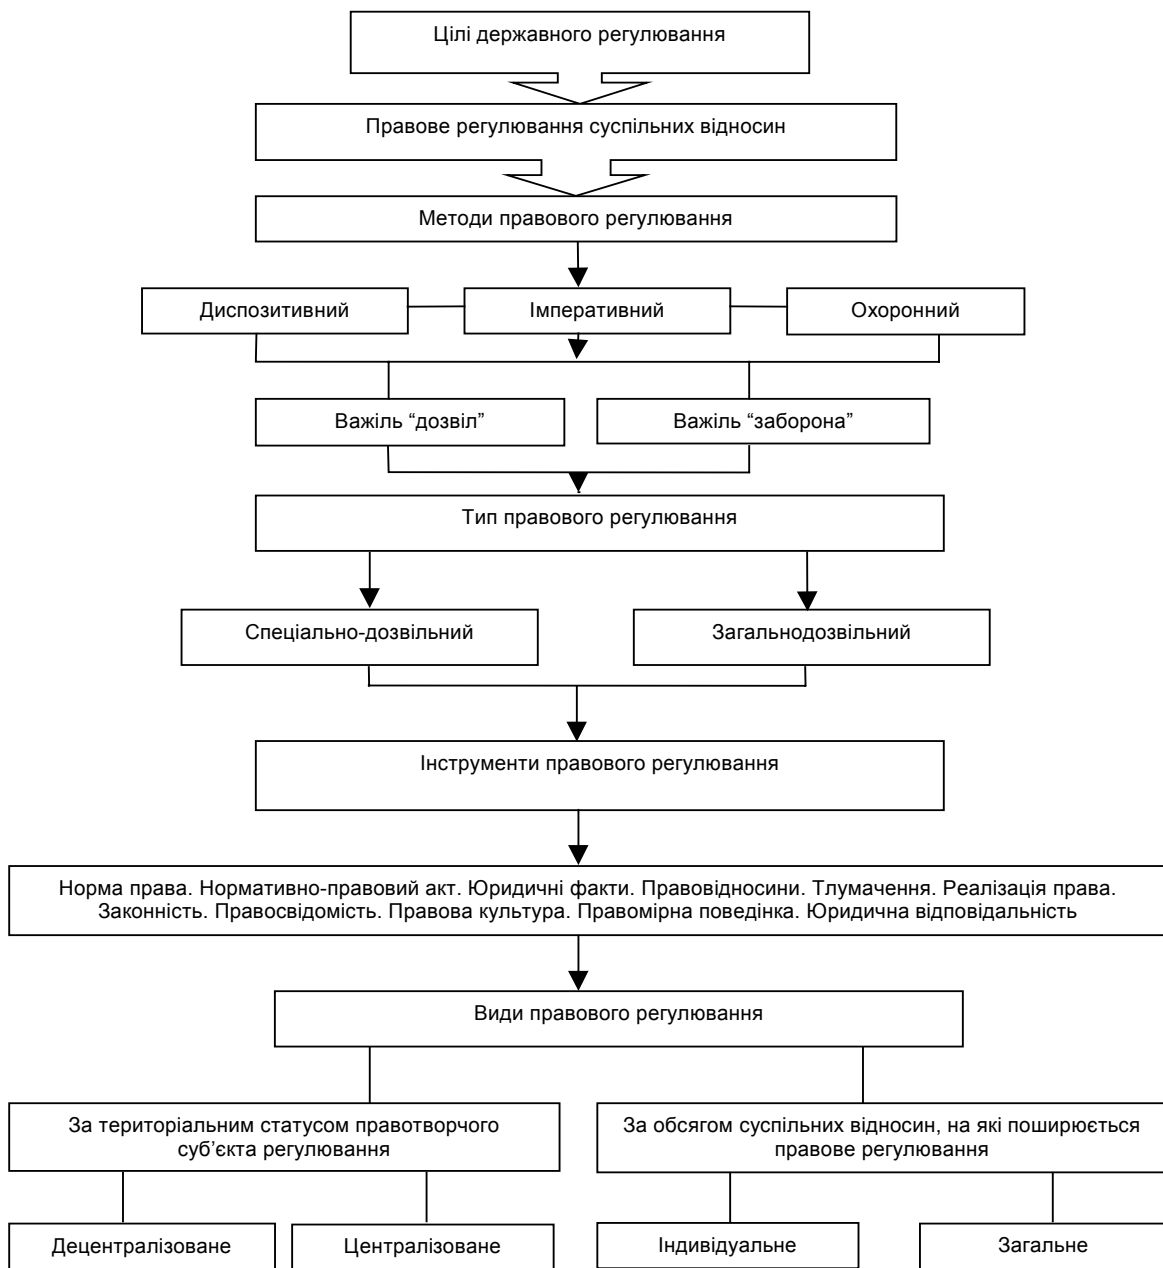 Цілі державного регулювання
Правове регулювання суспільних відносин
Методи правового регулювання
Диспозитивний
Імперативний
Охоронний
Важіль “дозвіл”
Важіль “заборона”
Тип правового регулювання
Спеціально-дозвільний
Загальнодозвільний
Інструменти правового регулювання
Норма права. Нормативно-правовий акт. Юридичні факти. Правовідносини. Тлумачення. Реалізація права.
Законність. Правосвідомість. Правова культура. Правомірна поведінка. Юридична відповідальність
Види правового регулювання
За територіальним статусом правотворчого
суб’єкта регулювання
За обсягом суспільних відносин, на які поширюється
правове регулювання
Децентралізоване
Централізоване
Індивідуальне
Загальне